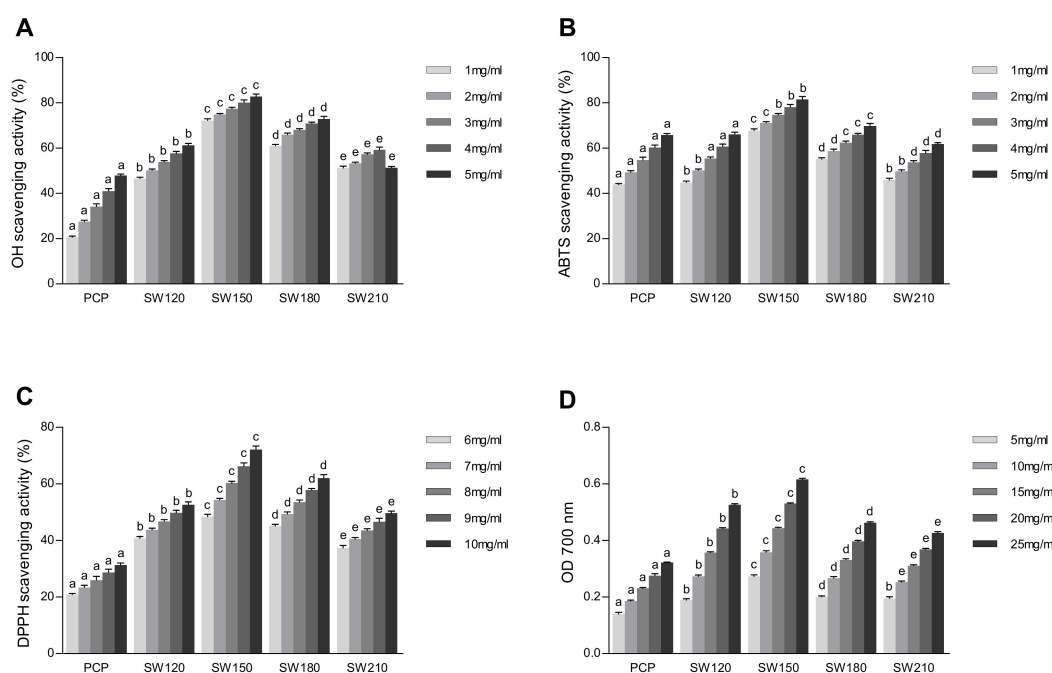 A
OH scavenging activity (%)
100
80
60
40
20
0
a a a a a b b b b b c c c c c d d d d d e e e e e
PCP SW120 SW150 SW180 SW210
1mg/ml
2mg/ml
3mg/ml
4mg/ml
5mg/ml
B
ABTS scavenging activity (%)
100
80
60
40
20
0
a a a a a b b a a a c c c b b d d c c c b b d d d
PCP SW120 SW150 SW180 SW210
1mg/ml
2mg/ml
3mg/ml
4mg/ml
5mg/ml
C
DPPH scavenging activity (%)
80
60
40
20
0
a a a a a b b b b b c c c c c d d d d d e e e e e
PCP SW120 SW150 SW180 SW210
6mg/ml
7mg/ml
8mg/ml
9mg/ml
10mg/ml
D
OD 700 nm
0.8
0.6
0.4
0.2
0.0
a a a a a b b b b b c c c c c d d d d d b e e e e
PCP SW120 SW150 SW180 SW210
5mg/ml
10mg/m
15mg/m
20mg/m
25mg/m